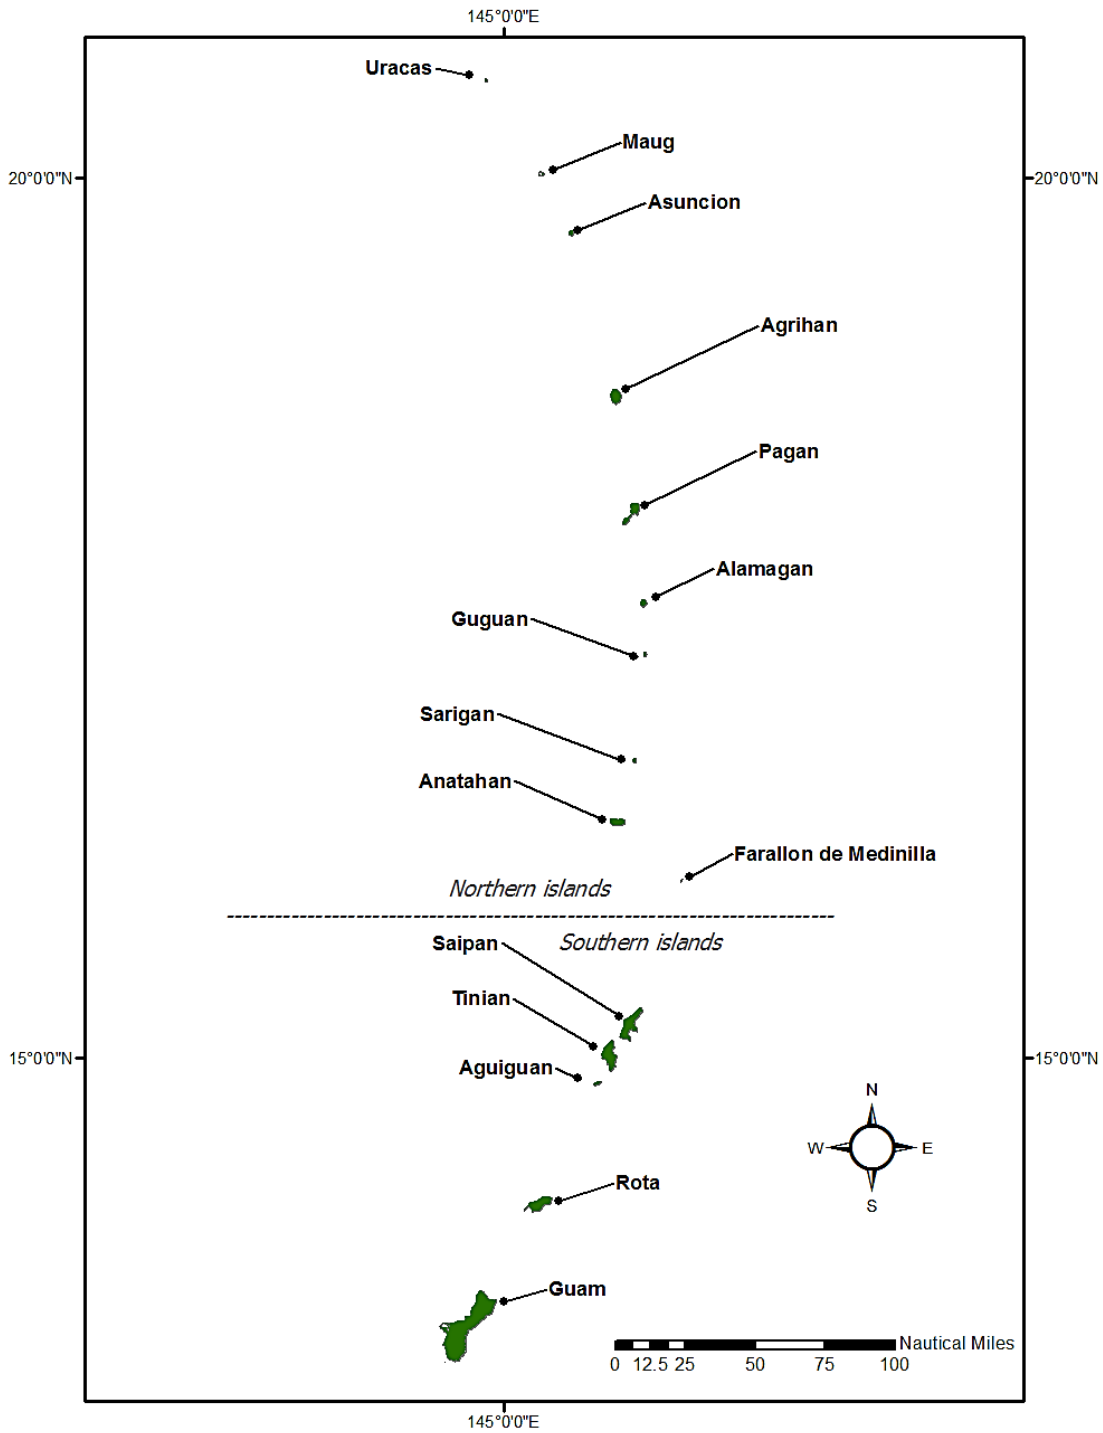 145°0'0"E
Uracas
Maug
20°0'0"N
20°0'0"N
Asuncion
Agrihan
Pagan
Alamagan
Guguan
Sarigan
Anatahan
Farallon de Medinilla
Northern islands
Saipan
Southern islands
Tinian
15°0'0"N
15°0'0"N
Aguiguan
N
W
E
S
Rota
Guam
Nautical Miles
0 12.5 25 50 75 100
145°0'0"E